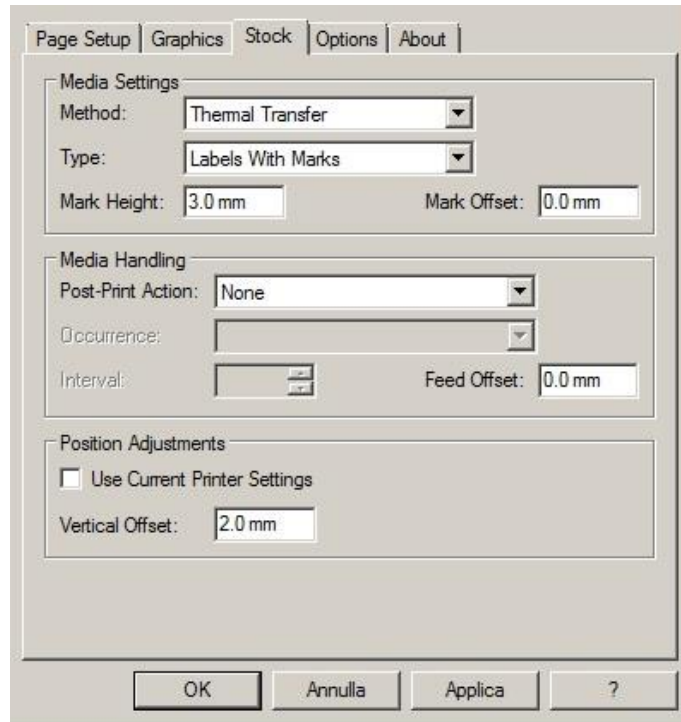 Page Setup Graphics Stock Options About
Media Settings
Method: Thermal Transfer
Type: Labels With Marks
Mark Height: 3.0 mm Mark Offset: 0.0 mm
Media Handling
Post-Print Action: None
Occurrence:
Interval: Feed Offset: 0.0 mm
Position Adjustments
Use Current Printer Settings
Vertical Offset: 2.0 mm
OK Annulla Applica ?